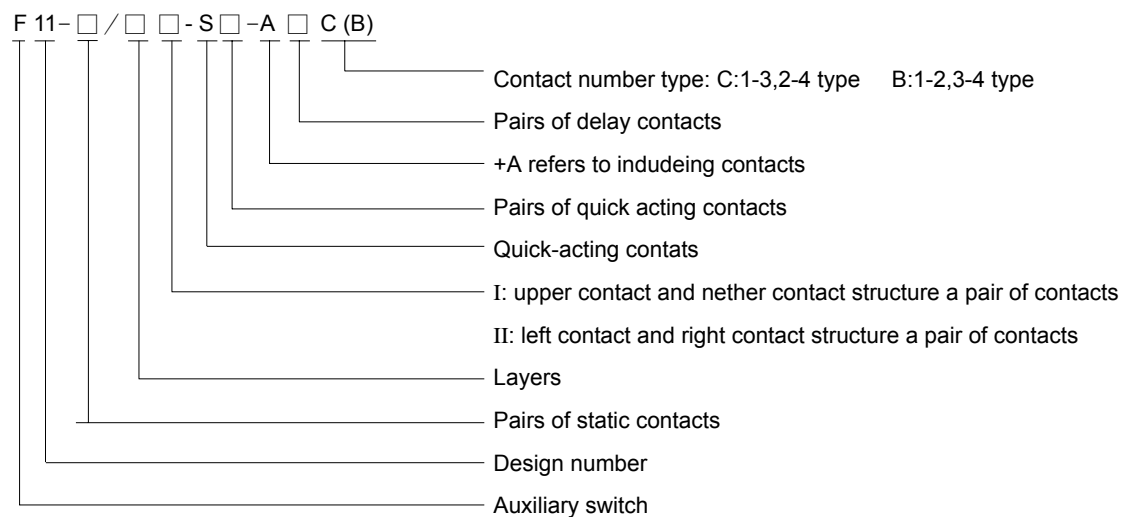 F 11-□/□ □-S□-A □ C (B)
Contact number type: C:1-3,2-4 type B:1-2,3-4 type
Pairs of delay contacts
+A refers to indudeing contacts
Pairs of quick acting contacts
Quick-acting contats
I: upper contact and nether contact structure a pair of contacts
II: left contact and right contact structure a pair of contacts
Layers
Pairs of static contacts
Design number
Auxiliary switch